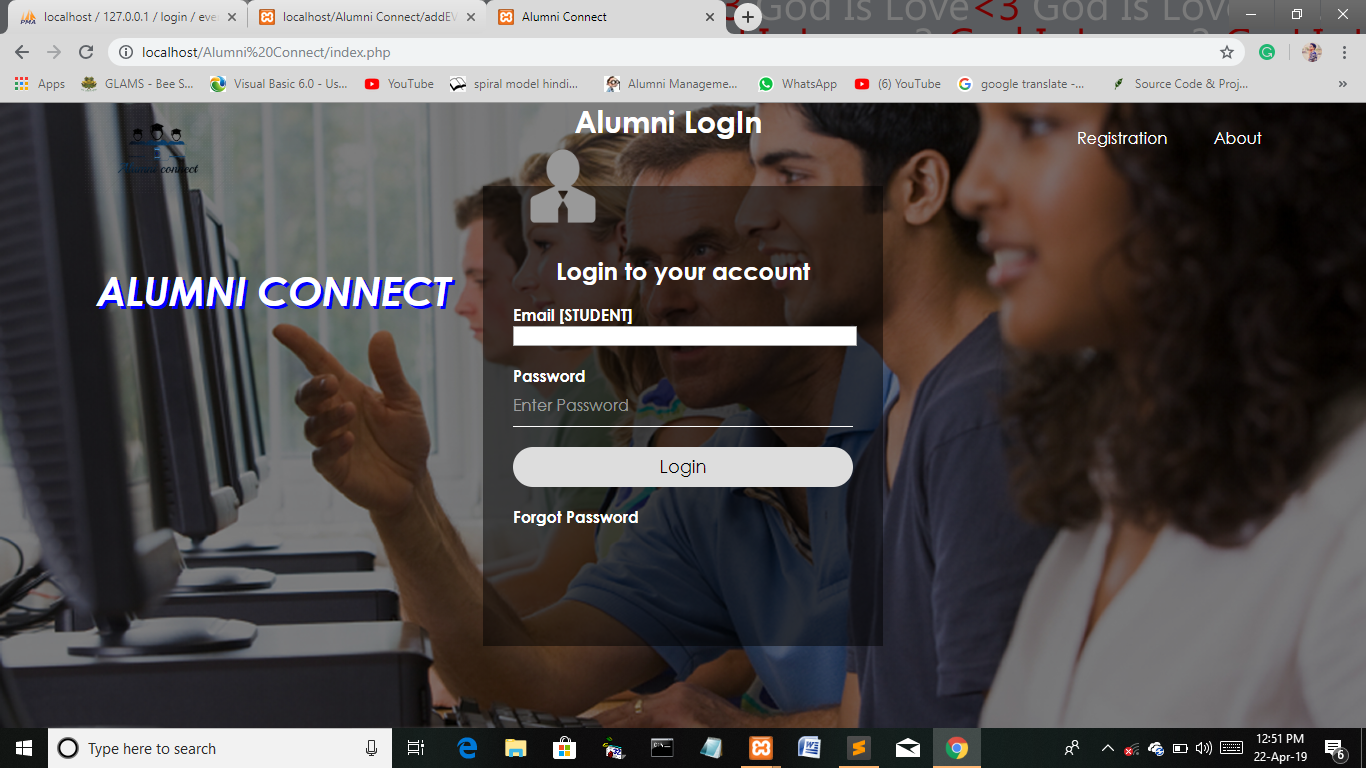 God Is Love<3 God Is Love
localhost / 127.0.0.1 / login / eve
localhost/Alumni Connect/addEV
Alumni Connect
localhost/Alumni%20Connect/index.php
Apps
GLAMS - Bee S...
Visual Basic 6.0 - Us...
YouTube
spiral model hindi...
Alumni Manageme...
WhatsApp
(6) YouTube
google translate -...
Source Code & Proj...
»
Alumni LogIn
Alumni connect
Registration
About
ALUMNI CONNECT
Login to your account
Email [STUDENT]
Password
Enter Password
Login
Forgot Password
Type here to search
12:51 PM
22-Apr-19
6